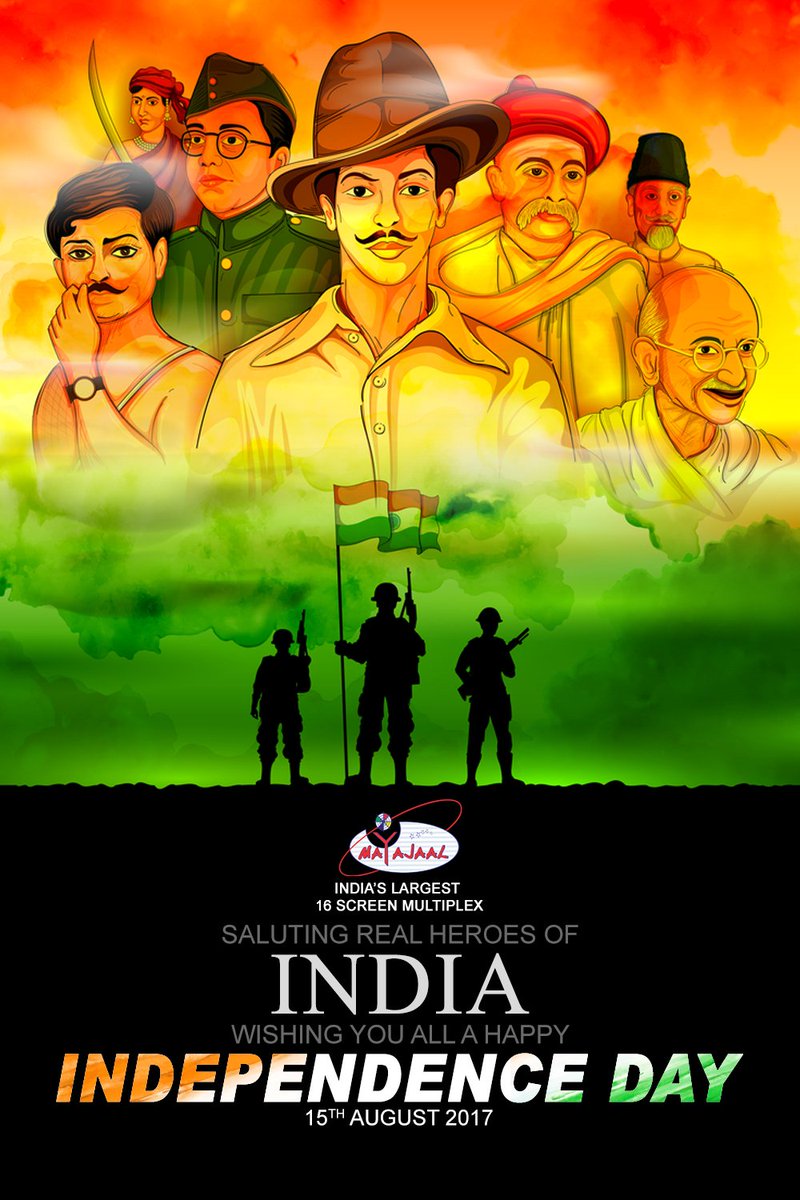 MAYAJAAL
INDIA'S LARGEST
16 SCREEN MULTIPLEX
SALUTING REAL HEROES OF
INDIA
WISHING YOU ALL A HAPPY
INDEPENDENCE DAY
15TH AUGUST 2017